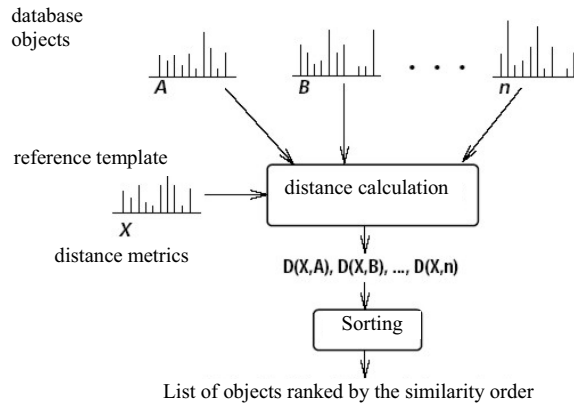 database
objects
A
B
. . .
n
reference template
distance calculation
X
distance metrics
D(X,A), D(X,B), ..., D(X,n)
Sorting
List of objects ranked by the similarity order